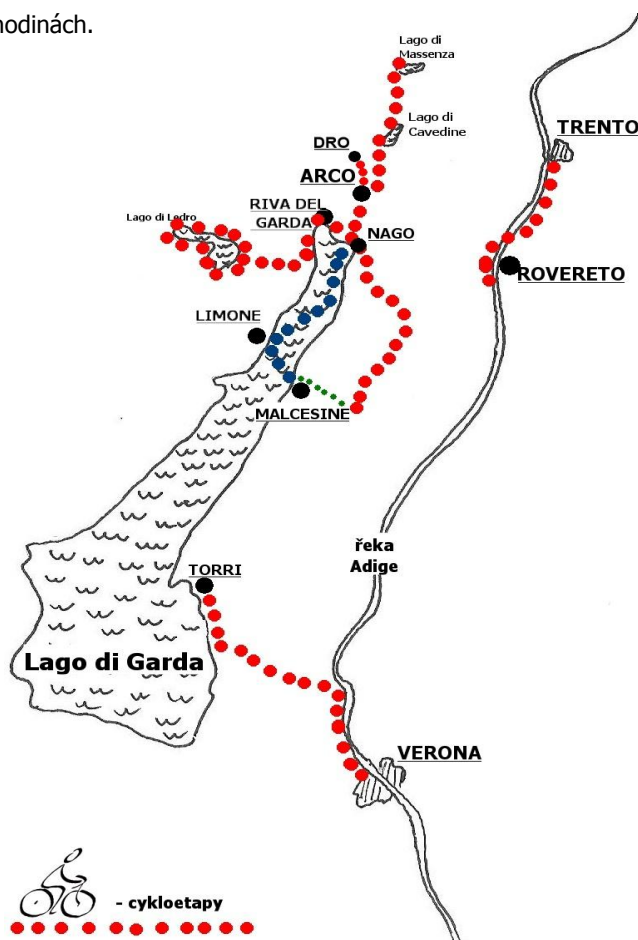 hodinách.
Lago di
Massenza
Lago di
Cavedine
TRENTO
DRO
ARCO
RIVA DEL
GARDA
Lago di Ledro
NAGO
ROVERETO
LIMONE
MALCESINE
řeka
Adige
TORRI
Lago di Garda
VERONA
- cykloetapy